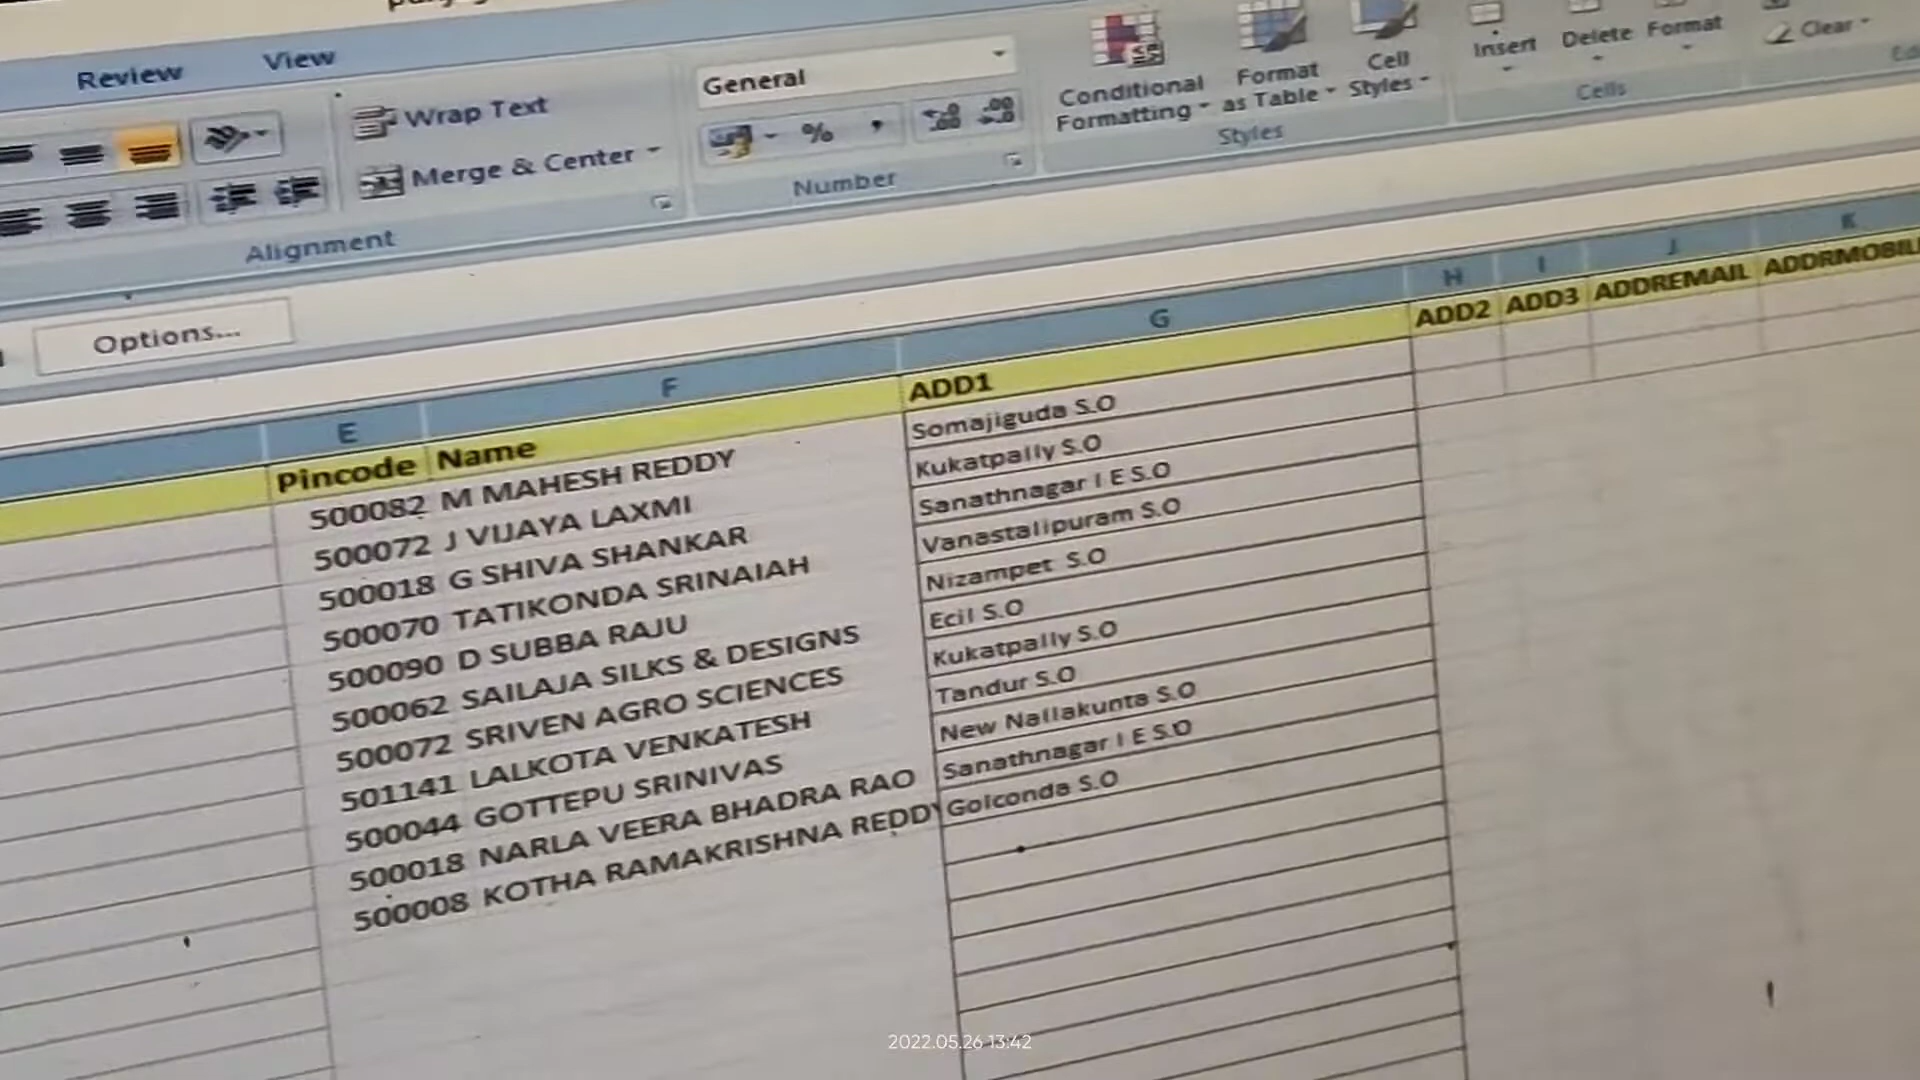 Review View
Wrap Text
Merge & Center
Alignment
General
%
Number
Conditional Formatting
Format as Table
Cell Styles
Styles
Insert Delete Format
Cells
Clear
Options...
E F G H I J K
Pincode Name ADD1 ADD2 ADD3 ADDREMAIL
500082 M MAHESH REDDY Somajiguda S.O
500072 J VIJAYA LAXMI Kukatpally S.O
500018 G SHIVA SHANKAR Sanathnagar I E S.O
500070 TATIKONDA SRINAIAH Vanastalipuram S.O
500090 D SUBBA RAJU Nizampet S.O
500062 SAILAJA SILKS & DESIGNS Ecil S.O
500072 SRIVEN AGRO SCIENCES Kukatpally S.O
501141 LALKOTA VENKATESH Tandur S.O
500044 GOTTEPU SRINIVAS New Nallakunta S.O
500018 NARLA VEERA BHADRA RAO Sanathnagar I E S.O
500008 KOTHA RAMAKRISHNA REDDY Golconda S.O
2022.05.26 13:42